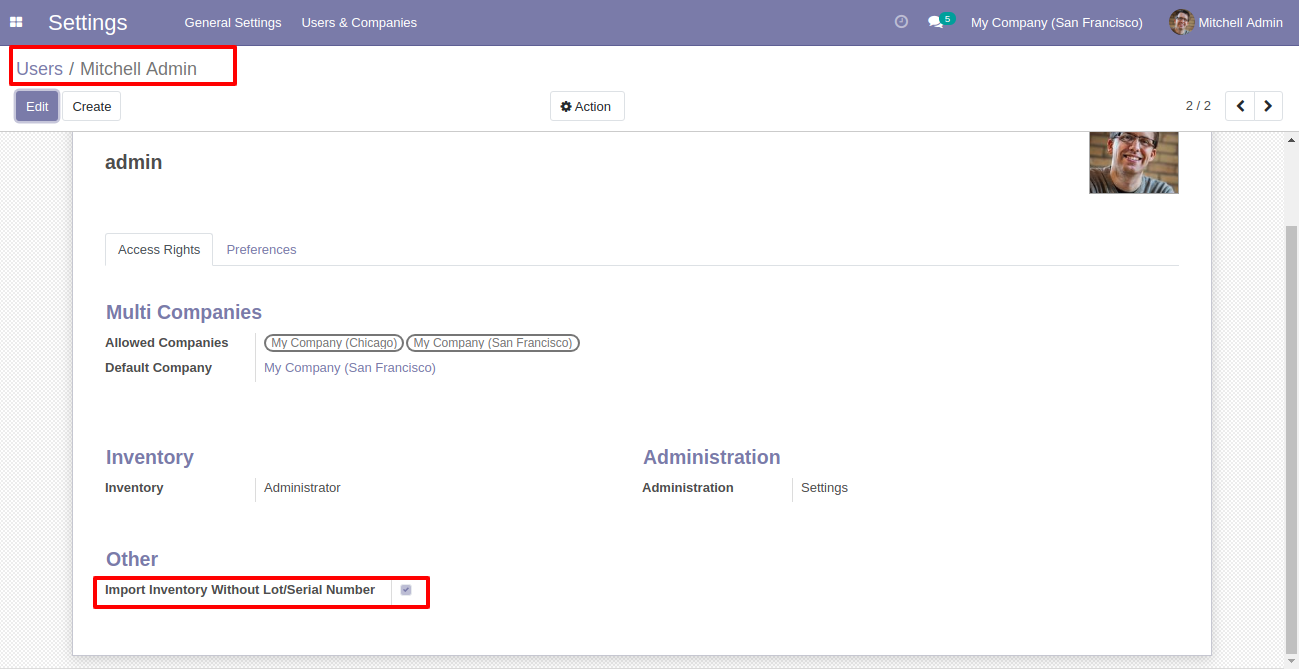 Settings General Settings Users & Companies 5 My Company (San Francisco) Mitchell Admin
Users / Mitchell Admin
Edit Create Action 2 / 2
admin
Access Rights Preferences
Multi Companies
Allowed Companies My Company (Chicago) My Company (San Francisco)
Default Company My Company (San Francisco)
Inventory Administration
Inventory Administrator Administration Settings
Other
Import Inventory Without Lot/Serial Number